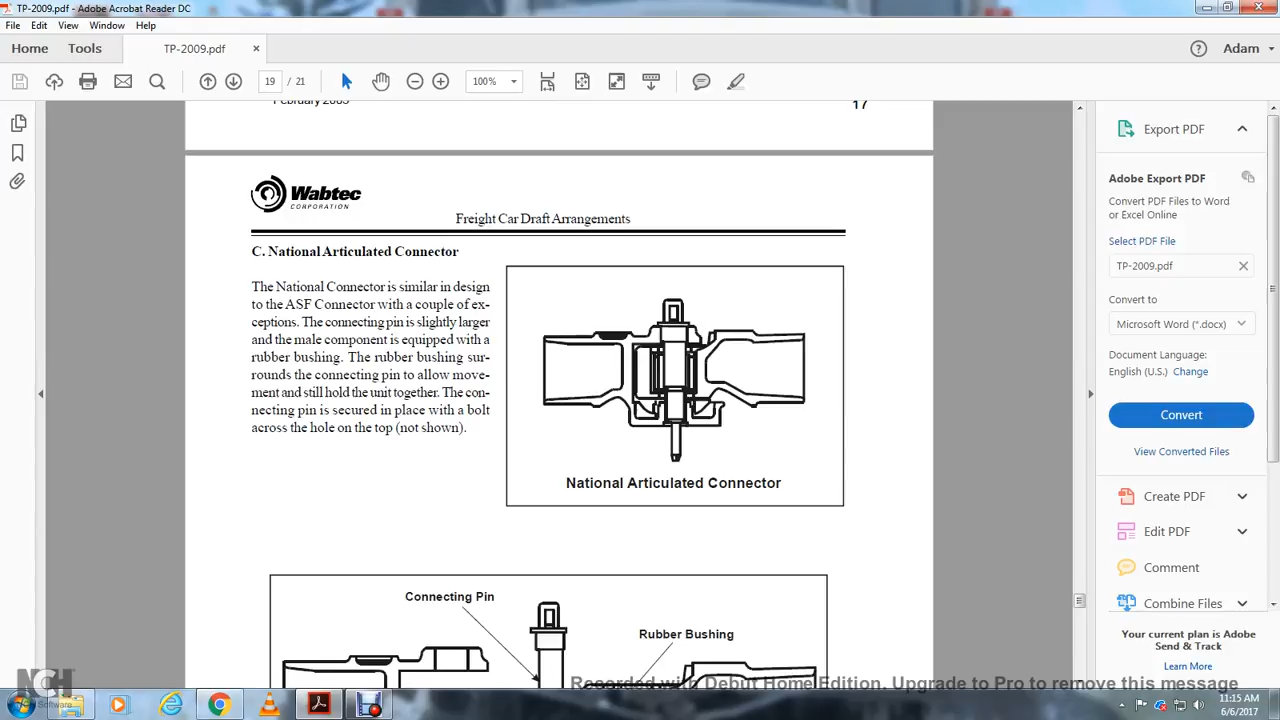 TP-2009.pdf - Adobe Acrobat Reader DC
File Edit View Window Help
Home Tools TP-2009.pdf × Adam
19 / 21 100%
17
Wabtec
CORPORATION
Freight Car Draft Arrangements
C. National Articulated Connector
The National Connector is similar in design
to the ASF Connector with a couple of ex-
ceptions. The connecting pin is slightly larger
and the male component is equipped with a
rubber bushing. The rubber bushing sur-
rounds the connecting pin to allow move-
ment and still hold the unit together. The con-
necting pin is secured in place with a bolt
across the hole on the top (not shown).
National Articulated Connector
Connecting Pin
Rubber Bushing
Export PDF
Adobe Export PDF
Convert PDF Files to Word
or Excel Online
Select PDF File
TP-2009.pdf
Convert to
Microsoft Word (*.docx)
Document Language:
English (U.S.) Change
Convert
View Converted Files
Create PDF
Edit PDF
Comment
Combine Files
Your current plan is Adobe
Send & Track
Learn More
Recorded with Debut Home Edition. Upgrade to Pro to remove this message
NCH
Software
11:15 AM
6/6/2017